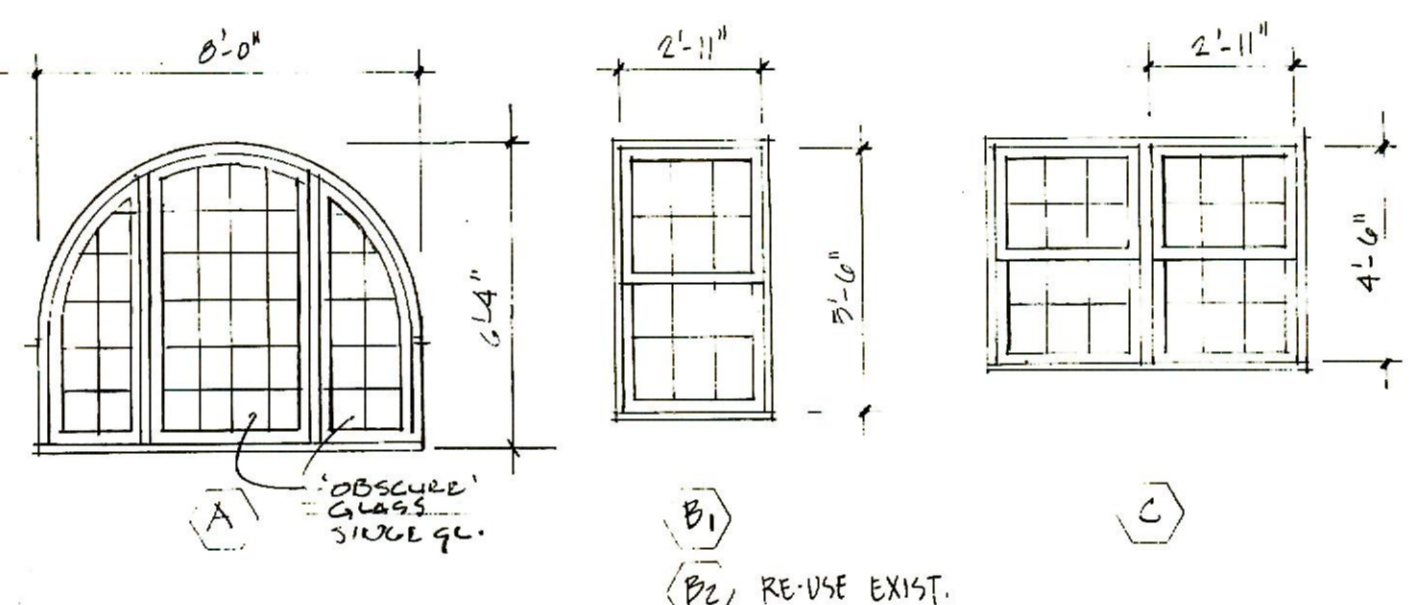 8'-0"
2'-11"
2'-11"
6'-4"
5'-6"
4'-6"
'OBSCURE'
GLASS
SINGLE GL.
A
B1
C
B2 RE-USE EXIST.